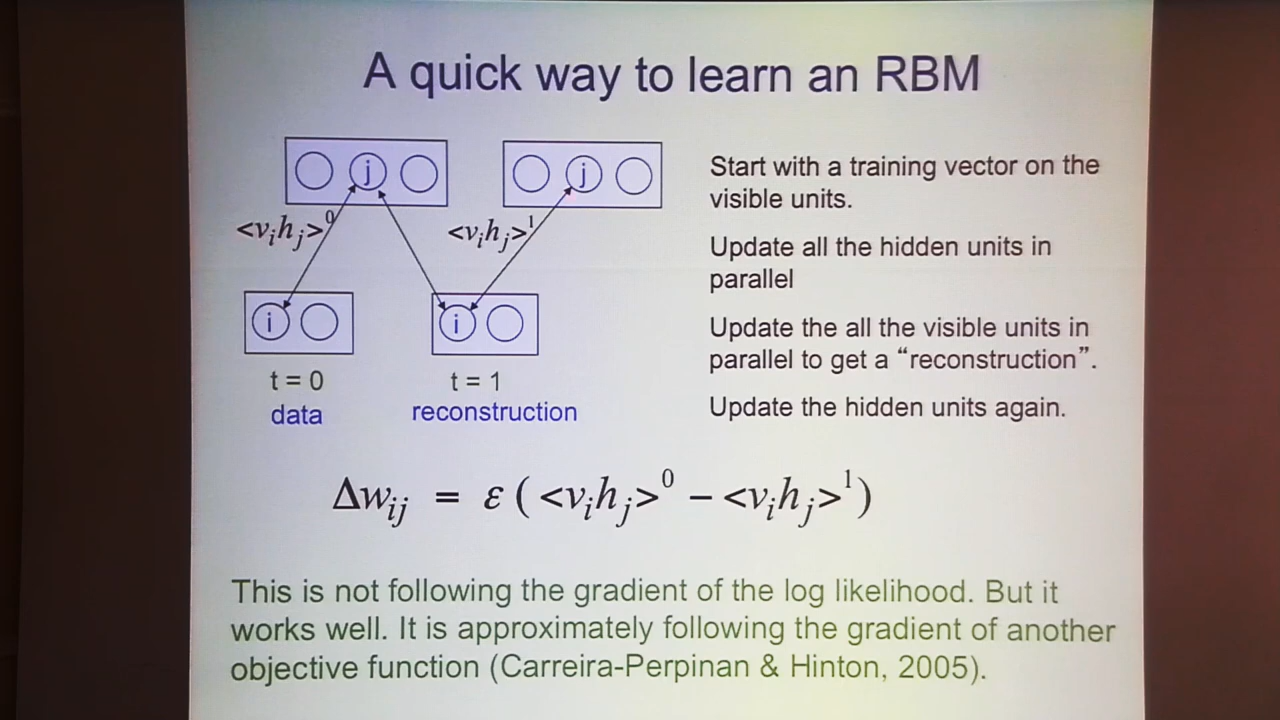 A quick way to learn an RBM
j
j
<v_i h_j>^0
<v_i h_j>^1
i
i
t = 0
t = 1
data
reconstruction
Start with a training vector on the
visible units.
Update all the hidden units in
parallel
Update the all the visible units in
parallel to get a “reconstruction”.
Update the hidden units again.
Δw_ij = ε ( <v_i h_j>^0 − <v_i h_j>^1 )
This is not following the gradient of the log likelihood. But it
works well. It is approximately following the gradient of another
objective function (Carreira-Perpinan & Hinton, 2005).